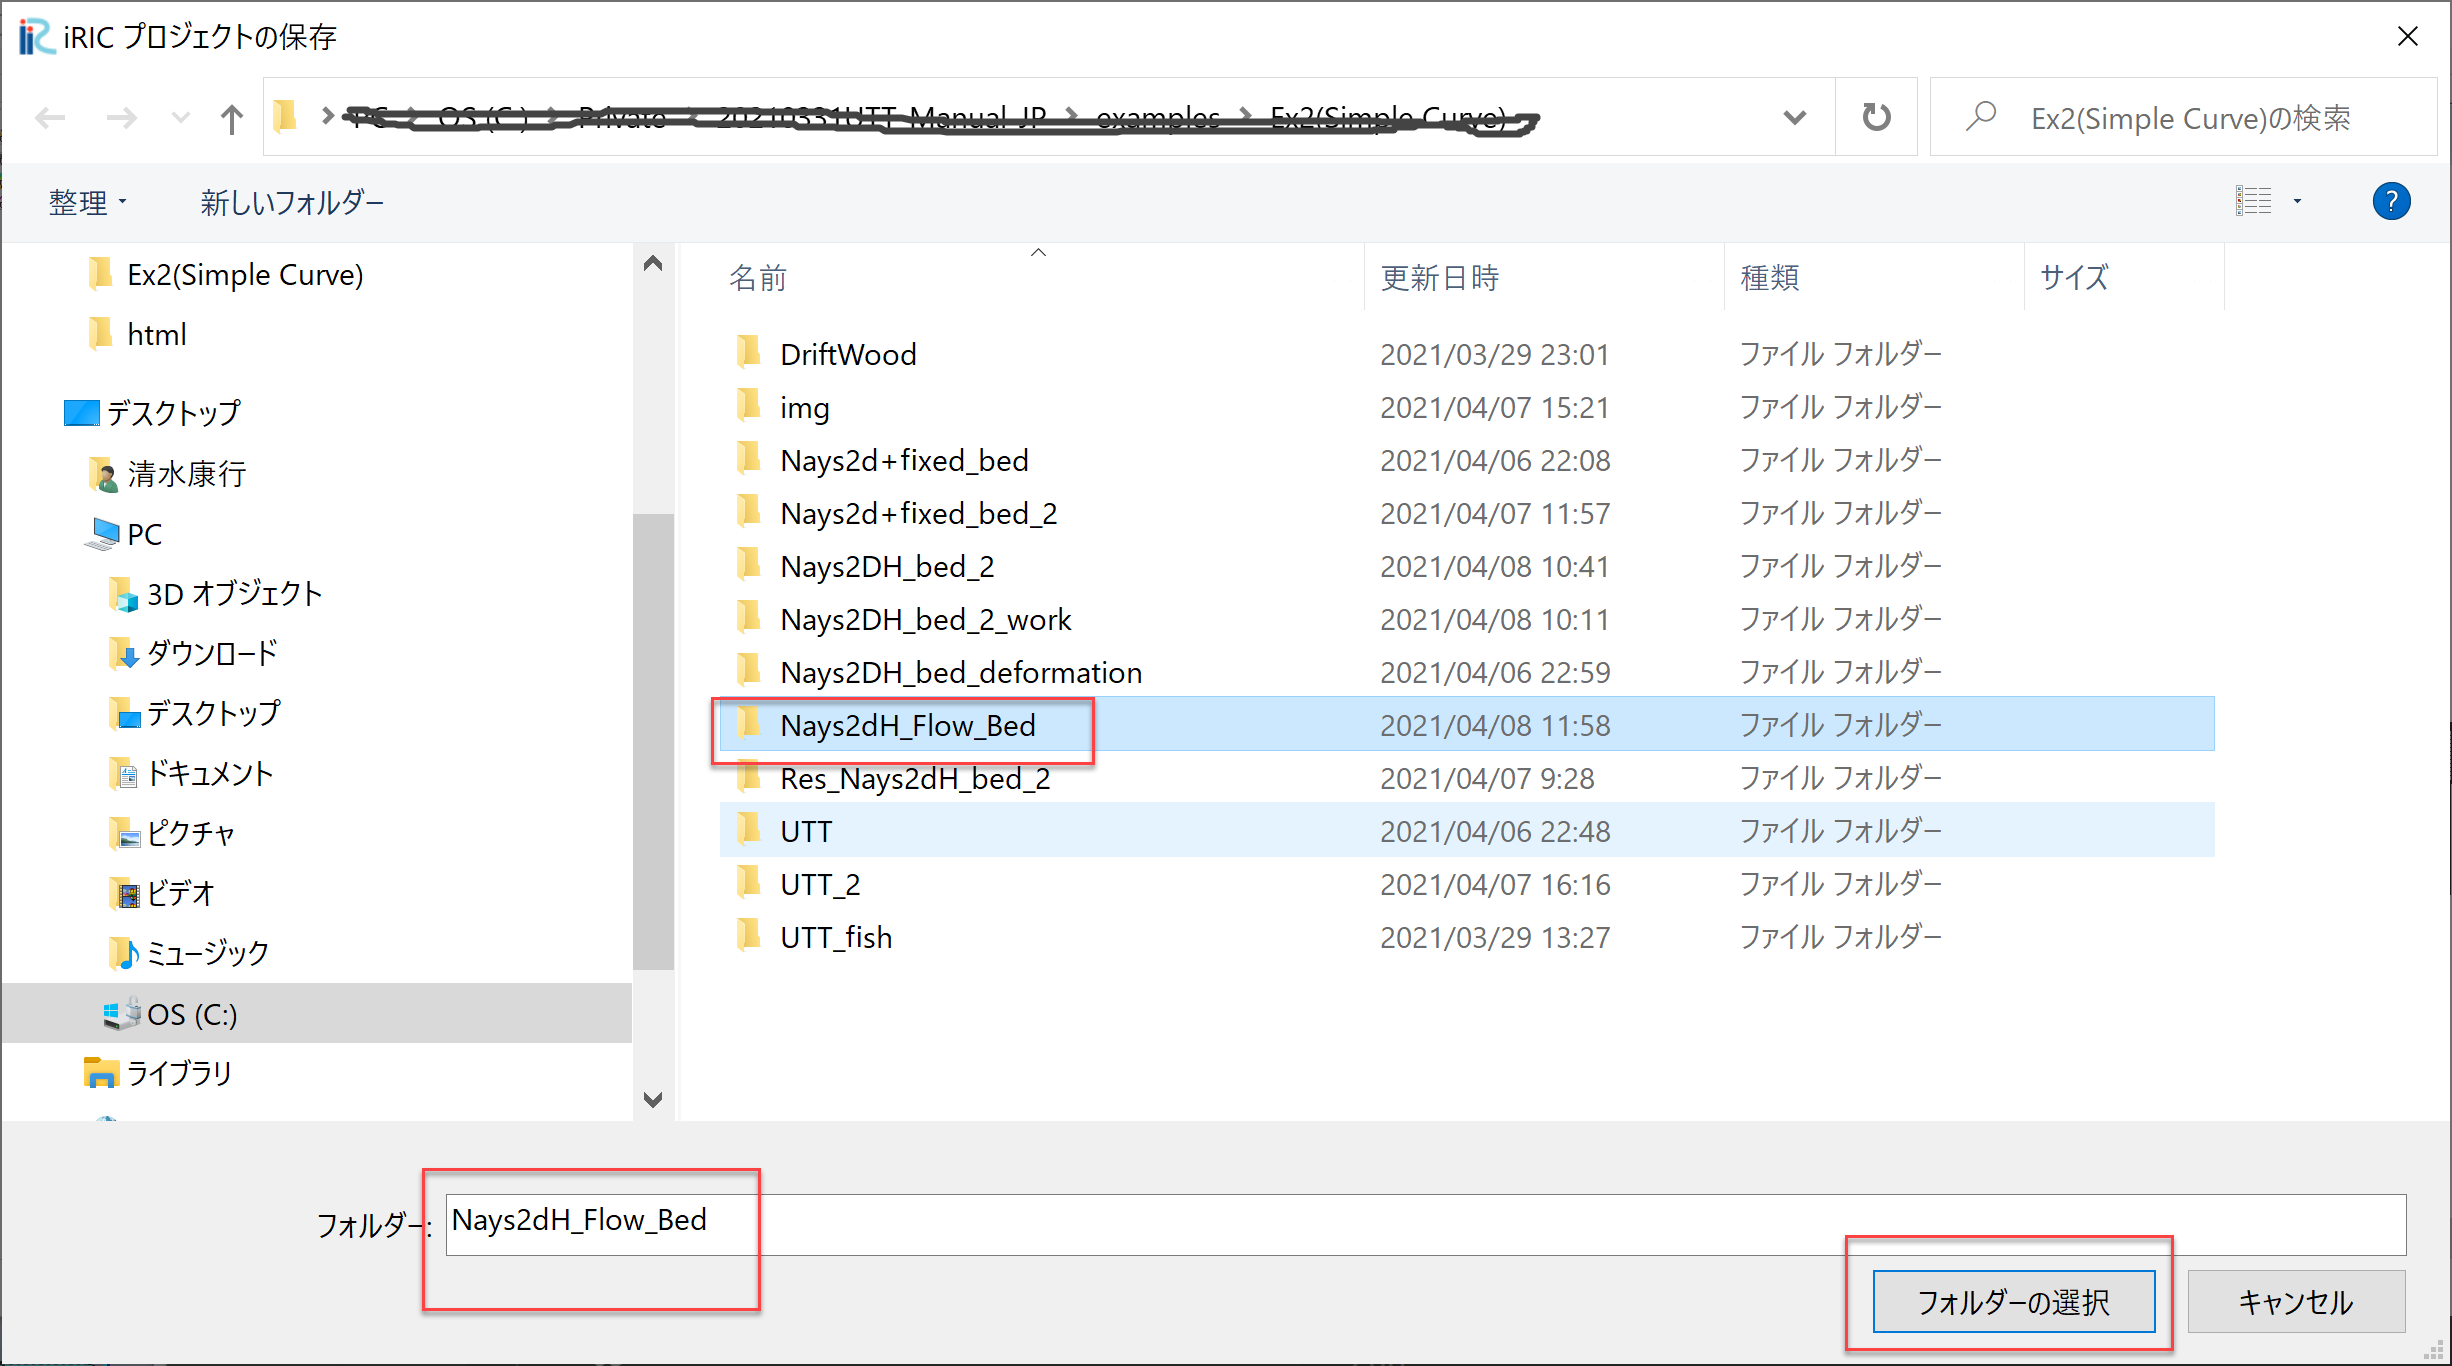 iRIC プロジェクトの保存
PC OS (C:) Private 20210331UTT_Manual_JP examples Ex2(Simple Curve)
Ex2(Simple Curve)の検索
整理
新しいフォルダー
?
Ex2(Simple Curve)
html
デスクトップ
清水康行
PC
3D オブジェクト
ダウンロード
デスクトップ
ドキュメント
ピクチャ
ビデオ
ミュージック
OS (C:)
ライブラリ
名前 更新日時 種類 サイズ
DriftWood 2021/03/29 23:01 ファイル フォルダー
img 2021/04/07 15:21 ファイル フォルダー
Nays2d+fixed_bed 2021/04/06 22:08 ファイル フォルダー
Nays2d+fixed_bed_2 2021/04/07 11:57 ファイル フォルダー
Nays2DH_bed_2 2021/04/08 10:41 ファイル フォルダー
Nays2DH_bed_2_work 2021/04/08 10:11 ファイル フォルダー
Nays2DH_bed_deformation 2021/04/06 22:59 ファイル フォルダー
Nays2dH_Flow_Bed 2021/04/08 11:58 ファイル フォルダー
Res_Nays2dH_bed_2 2021/04/07 9:28 ファイル フォルダー
UTT 2021/04/06 22:48 ファイル フォルダー
UTT_2 2021/04/07 16:16 ファイル フォルダー
UTT_fish 2021/03/29 13:27 ファイル フォルダー
フォルダー: Nays2dH_Flow_Bed
フォルダーの選択
キャンセル